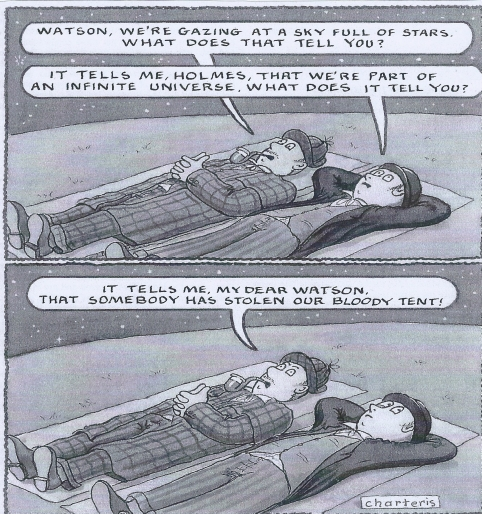 WATSON, WE'RE GAZING AT A SKY FULL OF STARS.
WHAT DOES THAT TELL YOU?
IT TELLS ME, HOLMES, THAT WE'RE PART OF
AN INFINITE UNIVERSE. WHAT DOES IT TELL YOU?
IT TELLS ME, MY DEAR WATSON,
THAT SOMEBODY HAS STOLEN OUR BLOODY TENT!
charteris